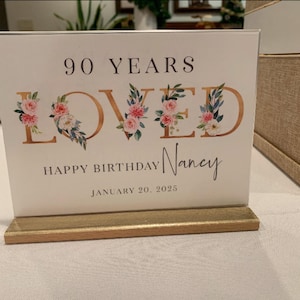 90 YEARS
LOVED
HAPPY BIRTHDAY Nancy
JANUARY 20, 2025